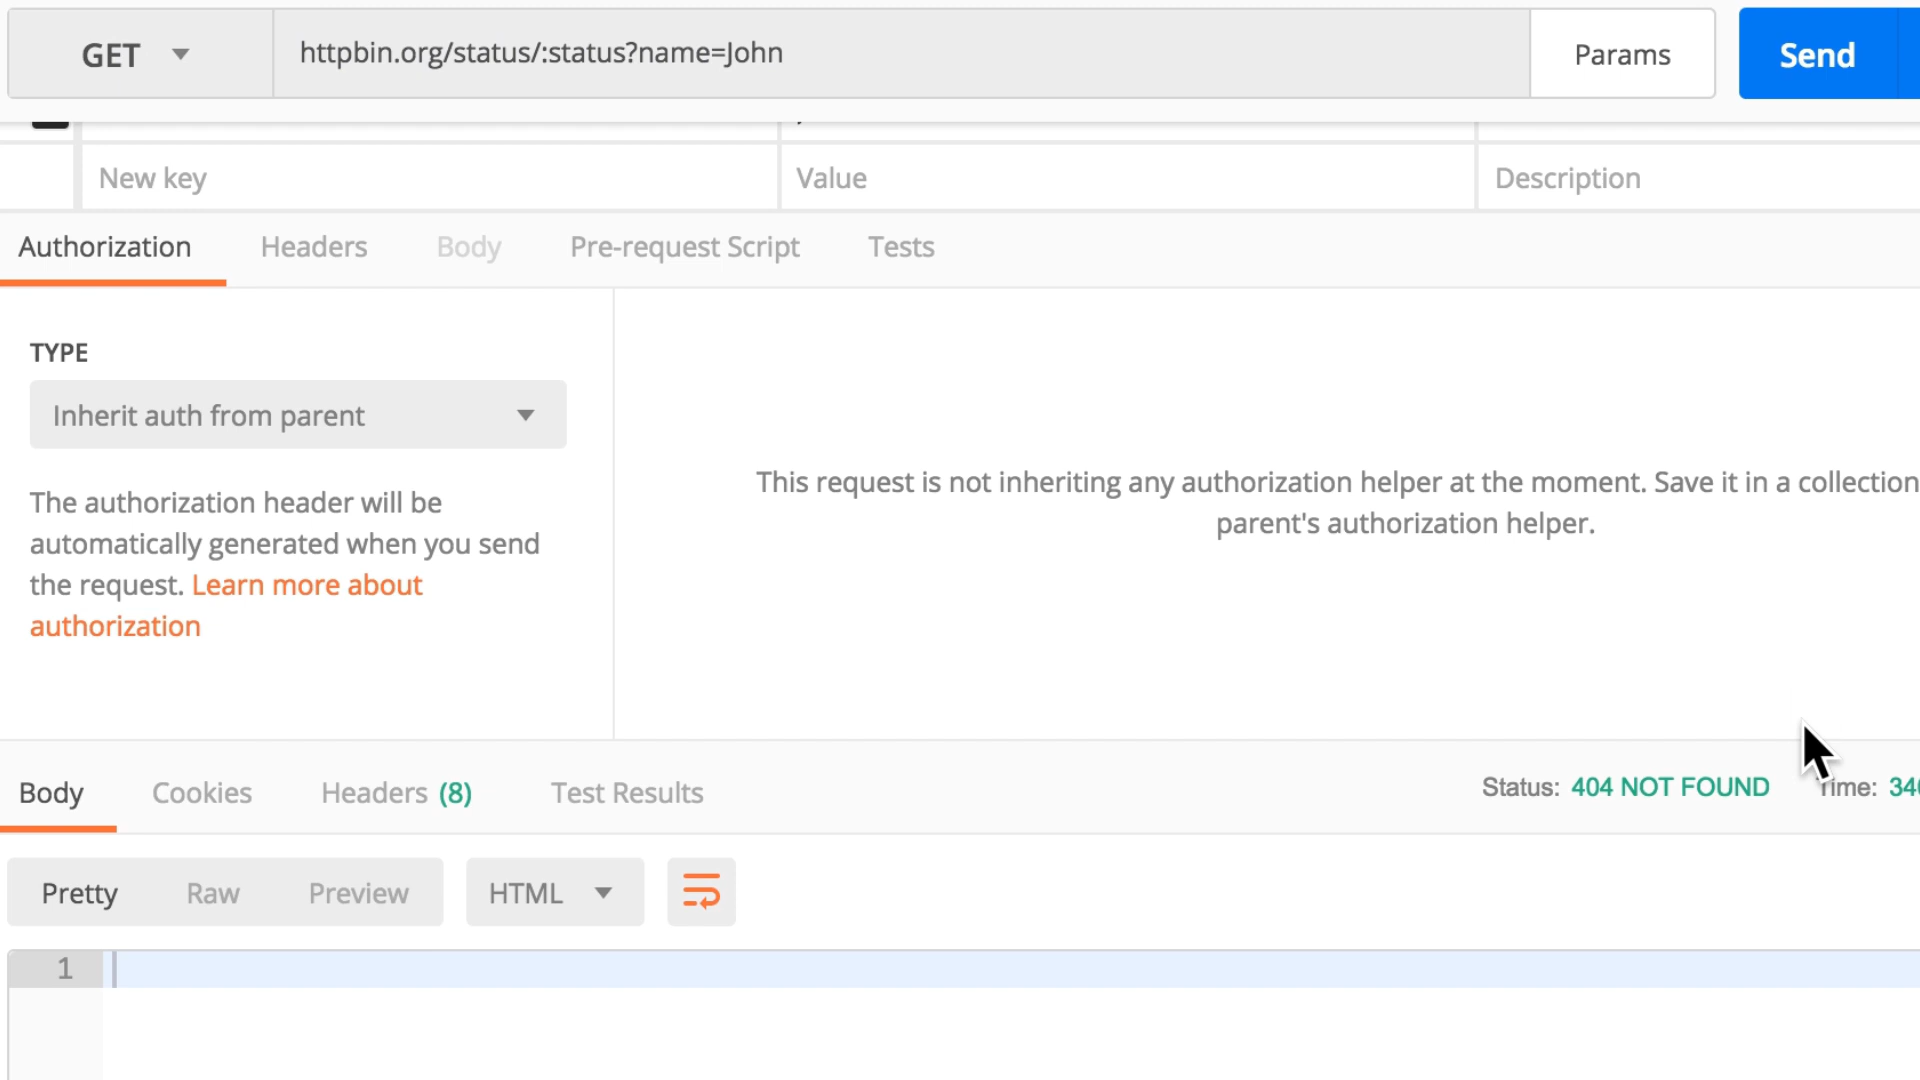 GET httpbin.org/status/:status?name=John Params Send
New key Value Description
Authorization Headers Body Pre-request Script Tests
TYPE
Inherit auth from parent
The authorization header will be
automatically generated when you send
the request. Learn more about
authorization
This request is not inheriting any authorization helper at the moment. Save it in a collection
parent's authorization helper.
Body Cookies Headers (8) Test Results Status: 404 NOT FOUND Time: 340
Pretty Raw Preview HTML
1